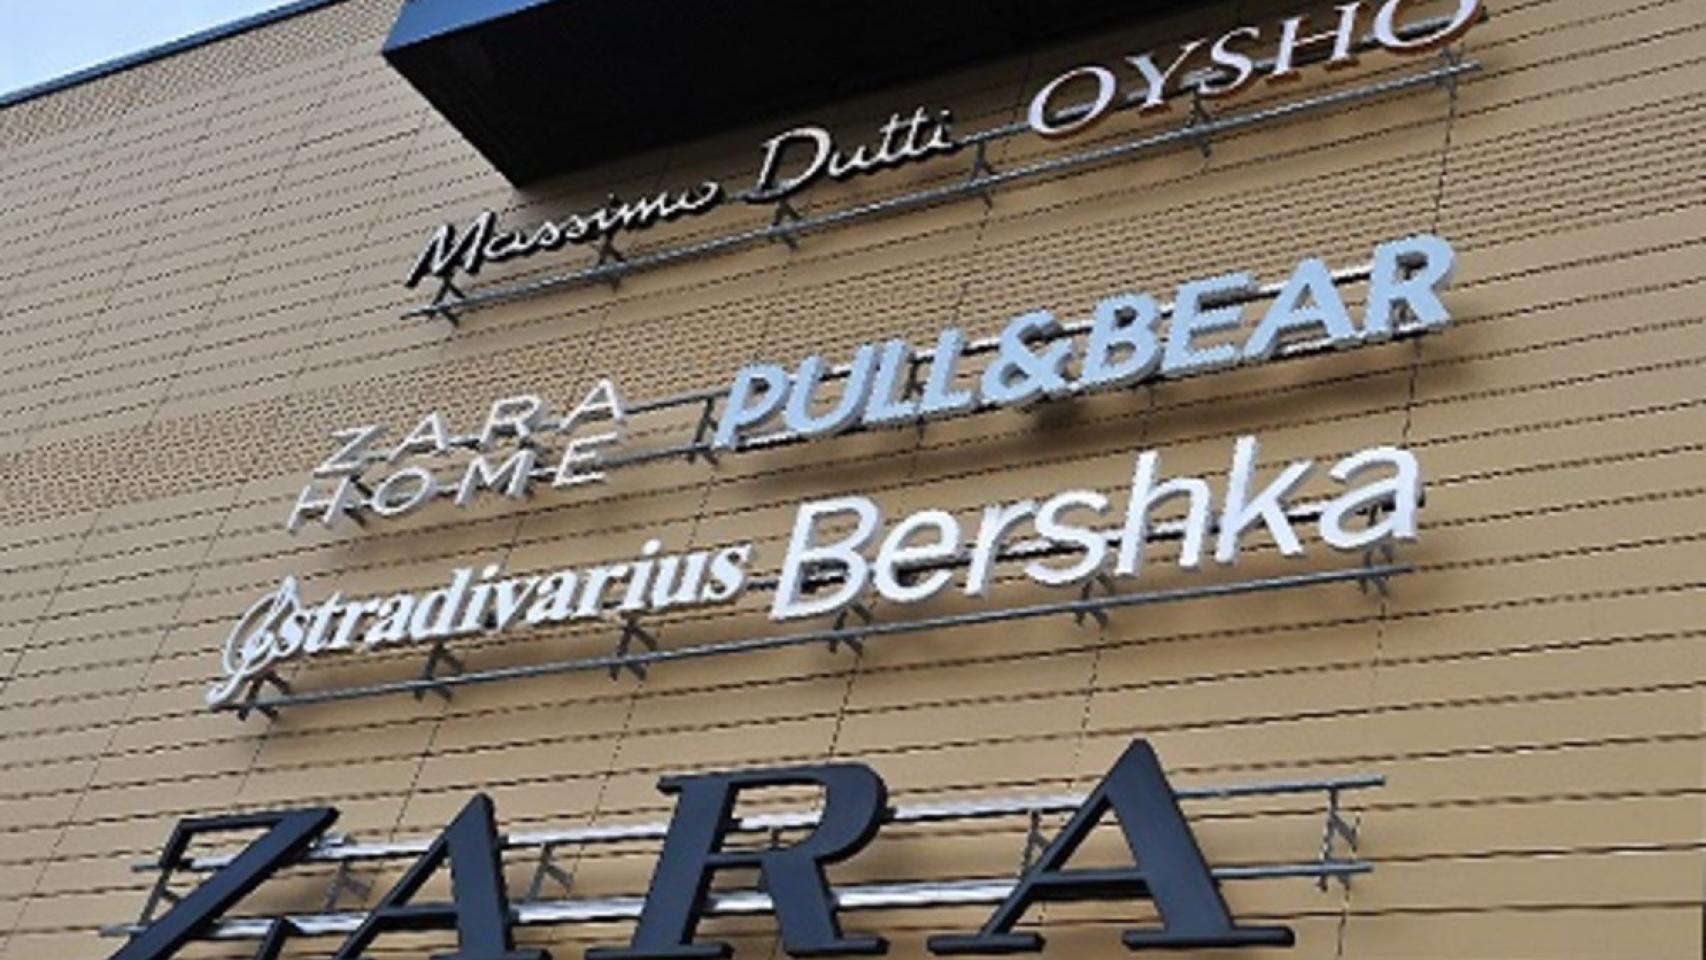 Massimo Dutti OYSHO
ZARA HOME PULL&BEAR
Stradivarius Bershka
ZARA